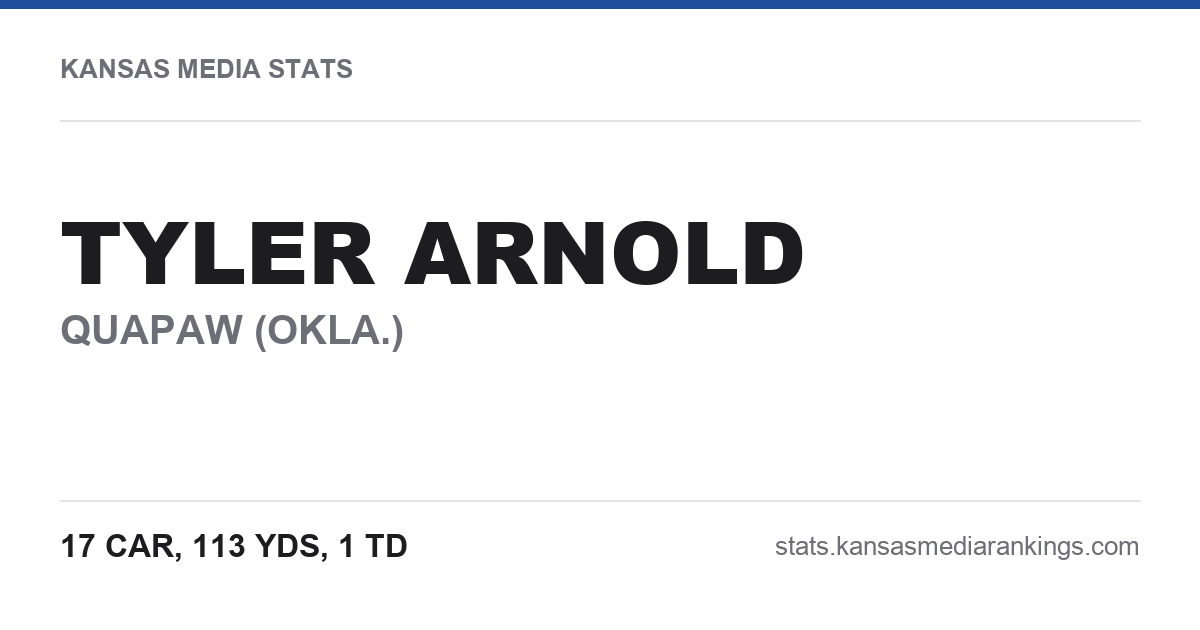 KANSAS MEDIA STATS
TYLER ARNOLD
QUAPAW (OKLA.)
17 CAR, 113 YDS, 1 TD
stats.kansasmediarankings.com